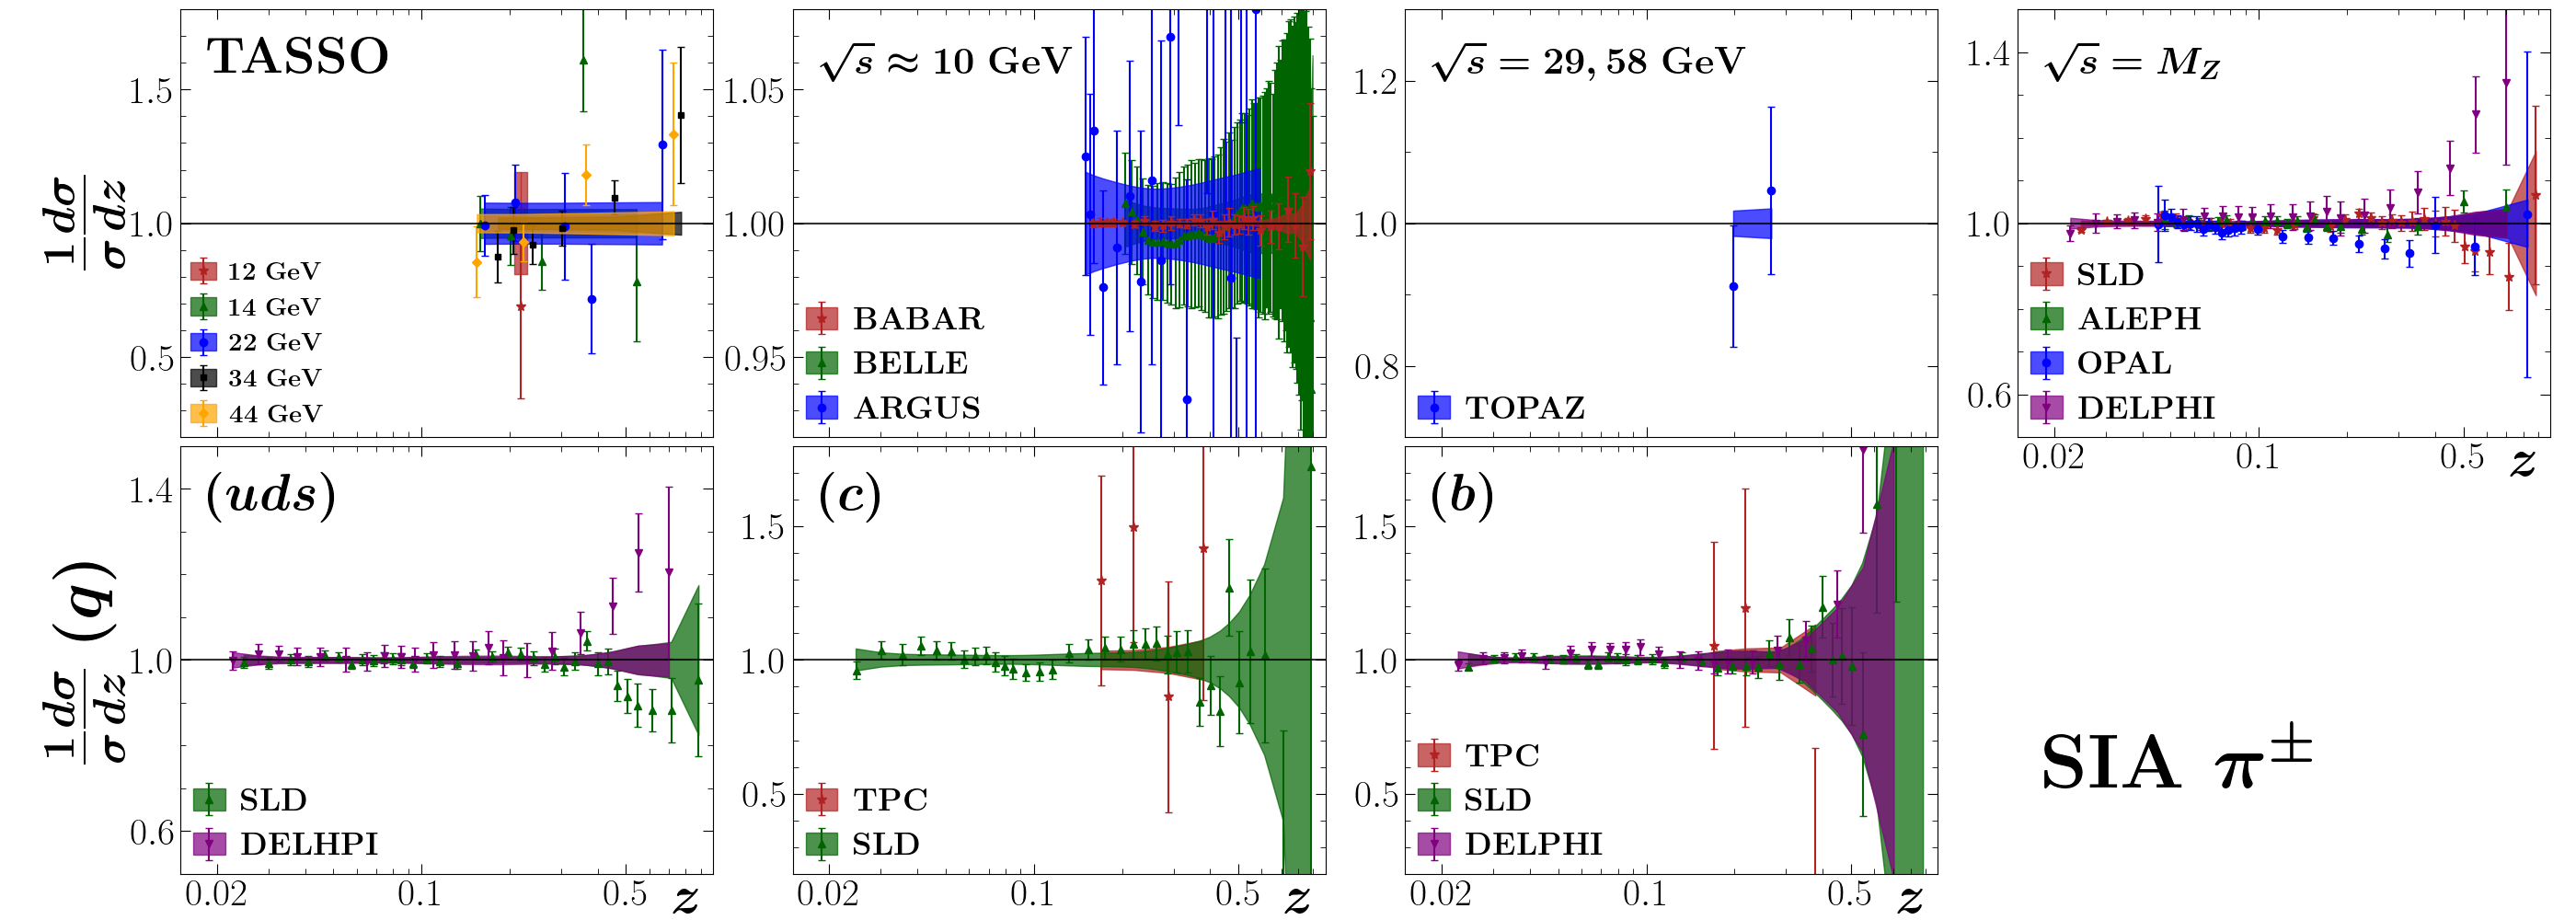 TASSO
1.5
1.0
0.5
1/σ dσ/dz
12 GeV
14 GeV
22 GeV
34 GeV
44 GeV
√s ≈ 10 GeV
1.05
1.00
0.95
BABAR
BELLE
ARGUS
√s = 29, 58 GeV
1.2
1.0
0.8
TOPAZ
√s = M_Z
1.4
1.0
0.6
SLD
ALEPH
OPAL
DELPHI
0.02 0.1 0.5 z
(uds)
1.4
1.0
0.6
1/σ dσ/dz (q)
SLD
DELHPI
0.02 0.1 0.5 z
(c)
1.5
1.0
0.5
TPC
SLD
0.02 0.1 0.5 z
(b)
1.5
1.0
0.5
TPC
SLD
DELPHI
0.02 0.1 0.5 z
SIA π±